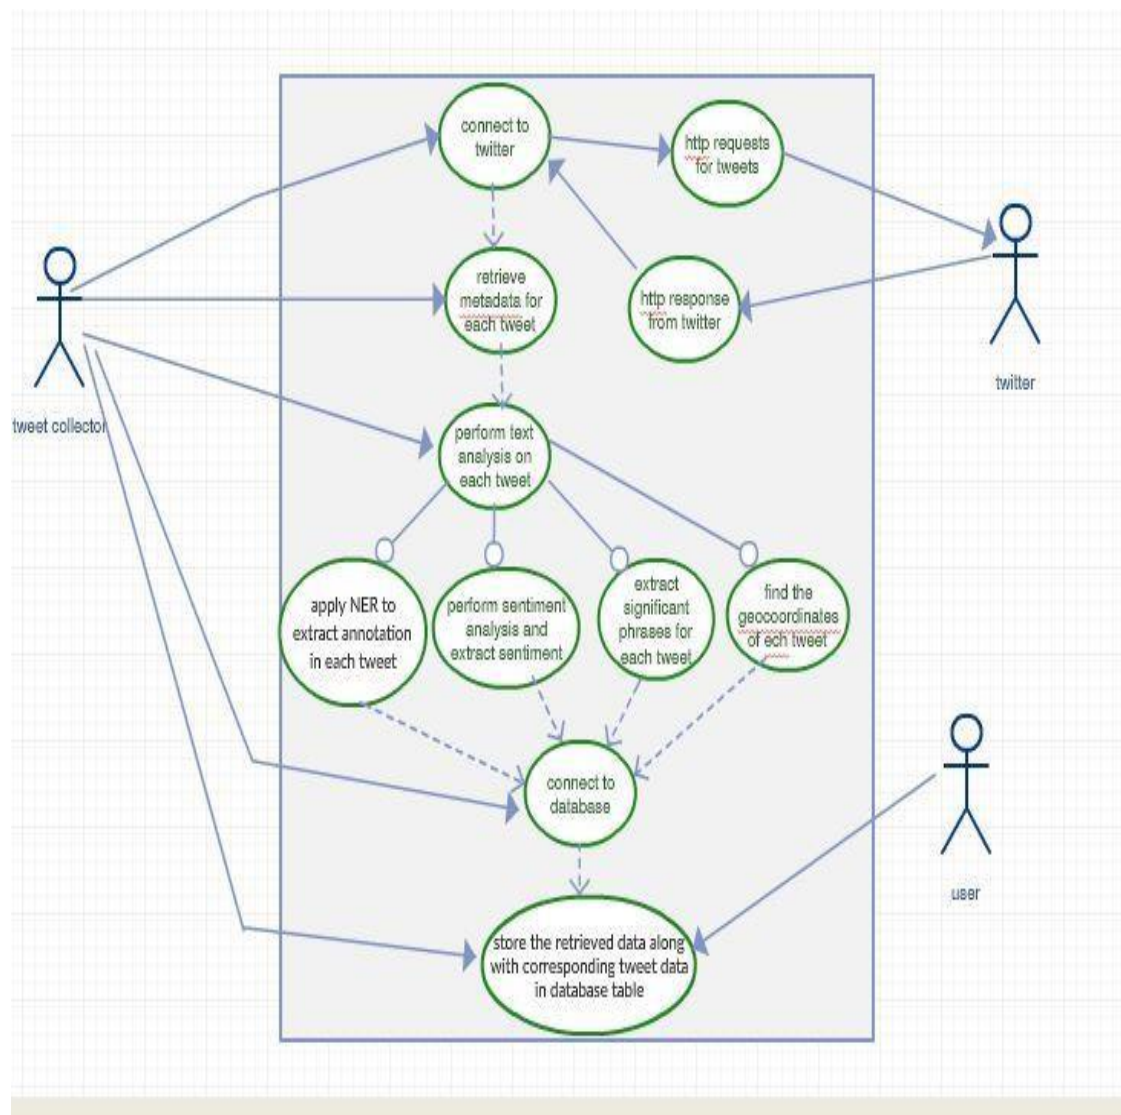 connect to
twitter
http requests
for tweets
retrieve
metadata for
each tweet
http response
from twitter
twitter
tweet collector
perform text
analysis on
each tweet
apply NER to
extract annotation
in each tweet
perform sentiment
analysis and
extract sentiment
extract
significant
phrases for
each tweet
find the
geocoordinates
of ech tweet
connect to
database
user
store the retrieved data along
with corresponding tweet data
in database table